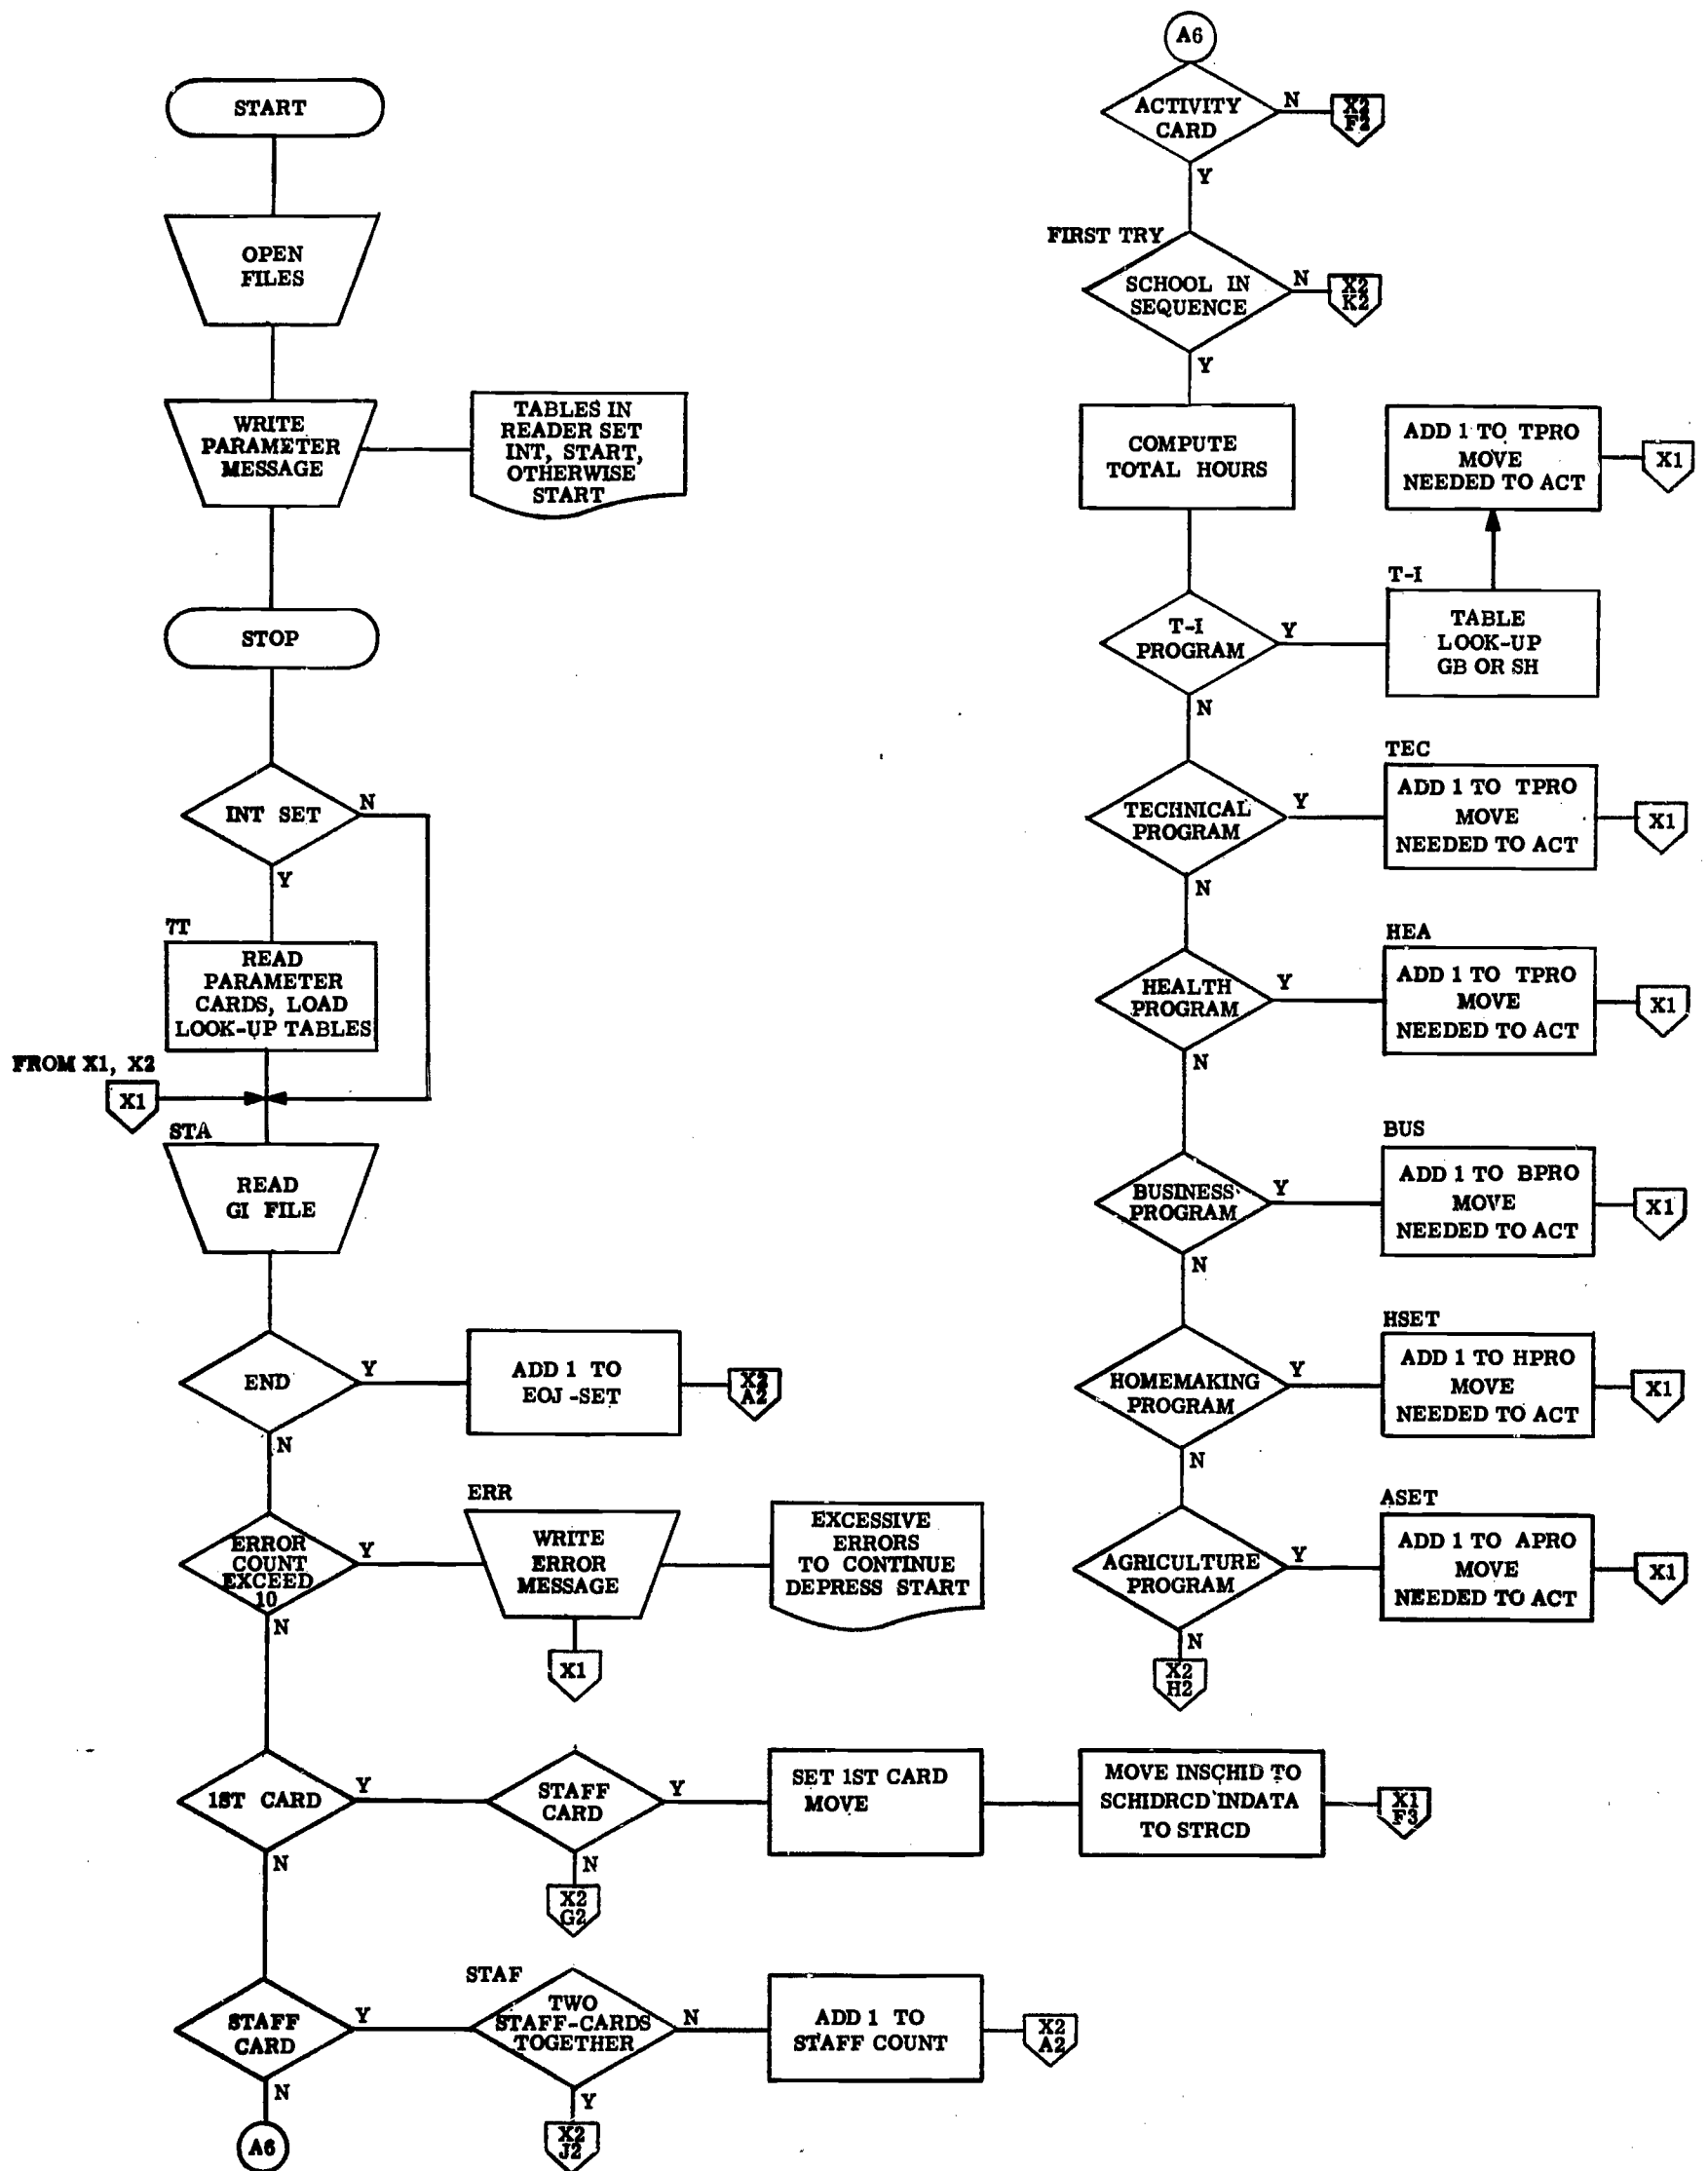 START
OPEN
FILES
WRITE
PARAMETER
MESSAGE
TABLES IN
READER SET
INT, START,
OTHERWISE
START
STOP
INT SET
N
Y
7T
READ
PARAMETER
CARDS, LOAD
LOOK-UP TABLES
FROM X1, X2
X1
STA
READ
GI FILE
END
Y
N
ADD 1 TO
EOJ-SET
X2
A2
ERROR
COUNT
EXCEED
10
Y
N
ERR
WRITE
ERROR
MESSAGE
X1
EXCESSIVE
ERRORS
TO CONTINUE
DEPRESS START
1ST CARD
Y
N
STAFF
CARD
Y
N
X2
G2
SET 1ST CARD
MOVE
MOVE INSCHID TO
SCHIDRCD INDATA
TO STRCD
X1
F3
STAFF
CARD
Y
N
A6
STAF
TWO
STAFF-CARDS
TOGETHER
N
Y
X2
J2
ADD 1 TO
STAFF COUNT
X2
A2
A6
ACTIVITY
CARD
N
X2
F2
Y
FIRST TRY
SCHOOL IN
SEQUENCE
N
X2
K2
Y
COMPUTE
TOTAL HOURS
T-I
PROGRAM
Y
N
T-I
TABLE
LOOK-UP
GB OR SH
ADD 1 TO TPRO
MOVE
NEEDED TO ACT
X1
TECHNICAL
PROGRAM
Y
N
TEC
ADD 1 TO TPRO
MOVE
NEEDED TO ACT
X1
HEALTH
PROGRAM
Y
N
HEA
ADD 1 TO TPRO
MOVE
NEEDED TO ACT
X1
BUSINESS
PROGRAM
Y
N
BUS
ADD 1 TO BPRO
MOVE
NEEDED TO ACT
X1
HOMEMAKING
PROGRAM
Y
N
HSET
ADD 1 TO HPRO
MOVE
NEEDED TO ACT
X1
AGRICULTURE
PROGRAM
Y
N
X2
H2
ASET
ADD 1 TO APRO
MOVE
NEEDED TO ACT
X1